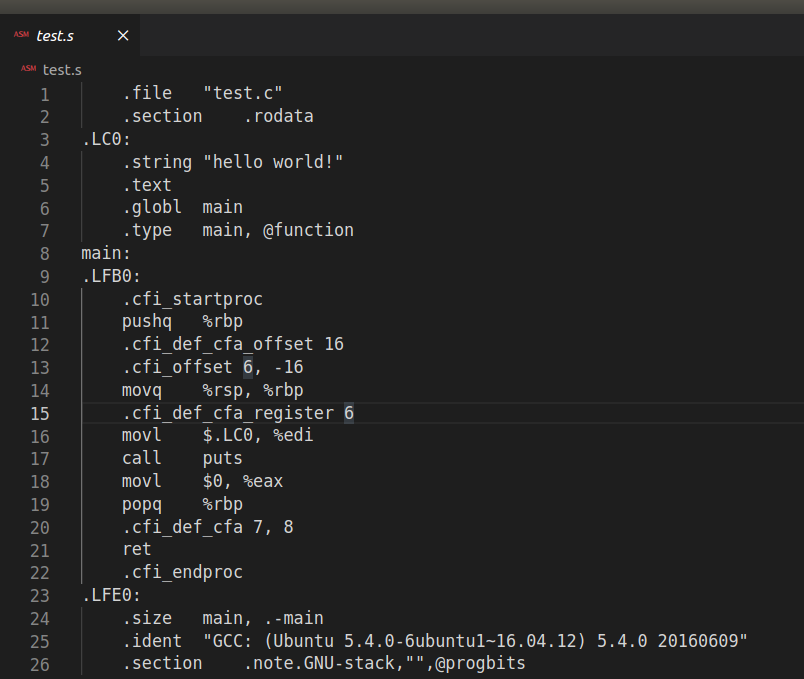 ASM test.s ×
ASM test.s
1 .file "test.c"
2 .section .rodata
3 .LC0:
4 .string "hello world!"
5 .text
6 .globl main
7 .type main, @function
8 main:
9 .LFB0:
10 .cfi_startproc
11 pushq %rbp
12 .cfi_def_cfa_offset 16
13 .cfi_offset 6, -16
14 movq %rsp, %rbp
15 .cfi_def_cfa_register 6
16 movl $.LC0, %edi
17 call puts
18 movl $0, %eax
19 popq %rbp
20 .cfi_def_cfa 7, 8
21 ret
22 .cfi_endproc
23 .LFE0:
24 .size main, .-main
25 .ident "GCC: (Ubuntu 5.4.0-6ubuntu1~16.04.12) 5.4.0 20160609"
26 .section .note.GNU-stack,"",@progbits